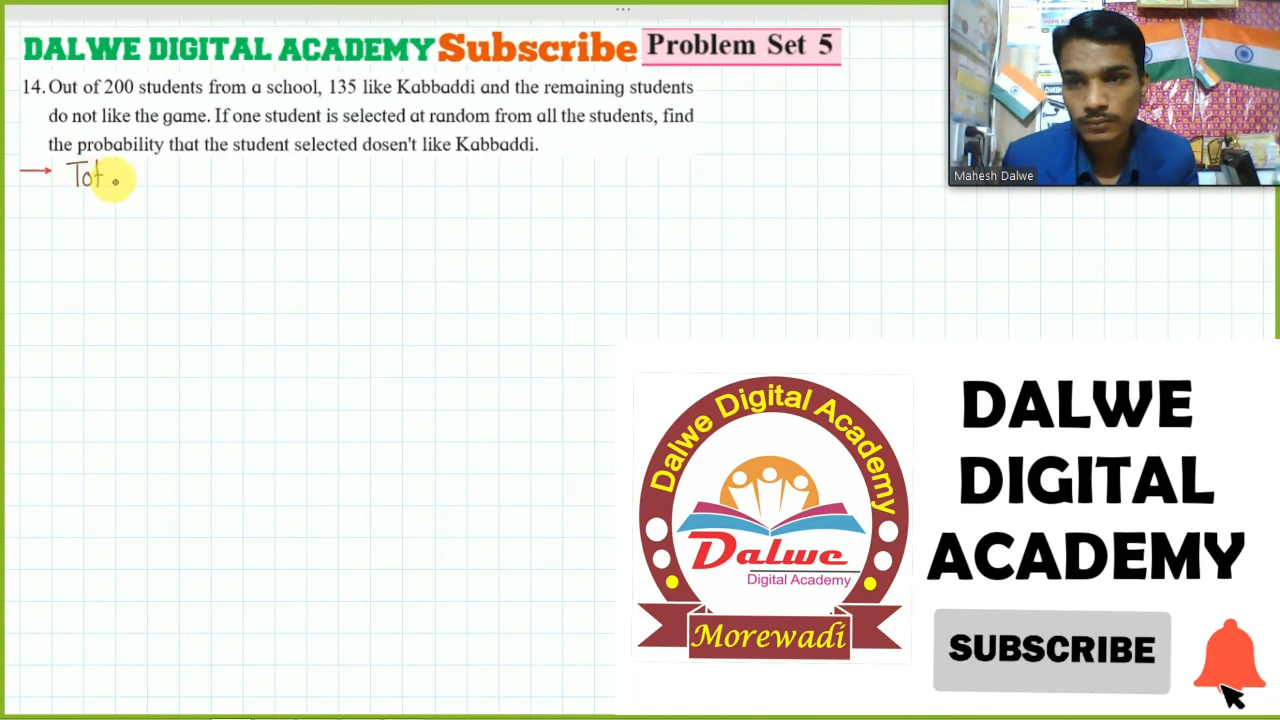 DALWE DIGITAL ACADEMY Subscribe Problem Set 5
14. Out of 200 students from a school, 135 like Kabbaddi and the remaining students
do not like the game. If one student is selected at random from all the students, find
the probability that the student selected dosen't like Kabbaddi.
Tot
Mahesh Dalwe
Dalwe Digital Academy
Dalwe
Digital Academy
Morewadi
DALWE
DIGITAL
ACADEMY
SUBSCRIBE